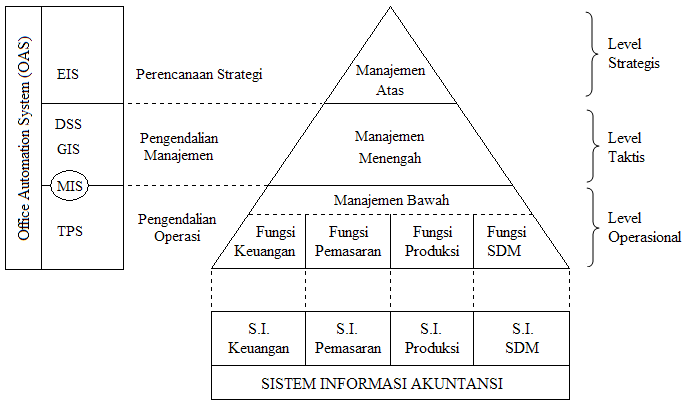 Office Automation System (OAS)
EIS
Perencanaan Strategi
Manajemen
Atas
Level
Strategis
DSS
GIS
Pengendalian
Manajemen
Manajemen
Menengah
Level
Taktis
MIS
TPS
Pengendalian
Operasi
Manajemen Bawah
Fungsi
Keuangan
Fungsi
Pemasaran
Fungsi
Produksi
Fungsi
SDM
Level
Operasional
S.I.
Keuangan
S.I.
Pemasaran
S.I.
Produksi
S.I.
SDM
SISTEM INFORMASI AKUNTANSI